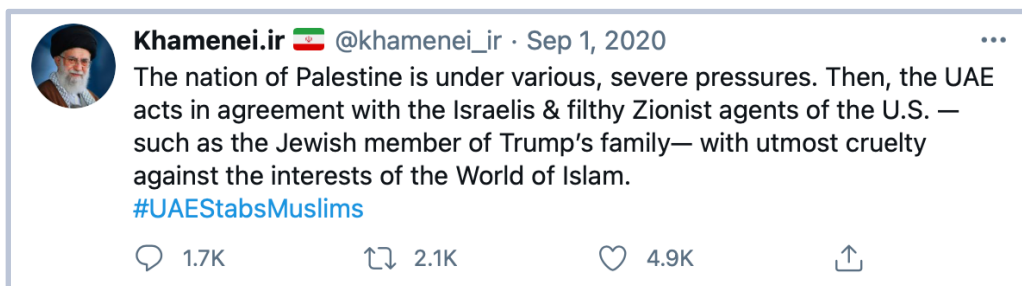 Khamenei.ir 🇮🇷 @khamenei_ir · Sep 1, 2020
The nation of Palestine is under various, severe pressures. Then, the UAE
acts in agreement with the Israelis & filthy Zionist agents of the U.S. —
such as the Jewish member of Trump’s family— with utmost cruelty
against the interests of the World of Islam.
#UAEStabsMuslims
1.7K 2.1K 4.9K